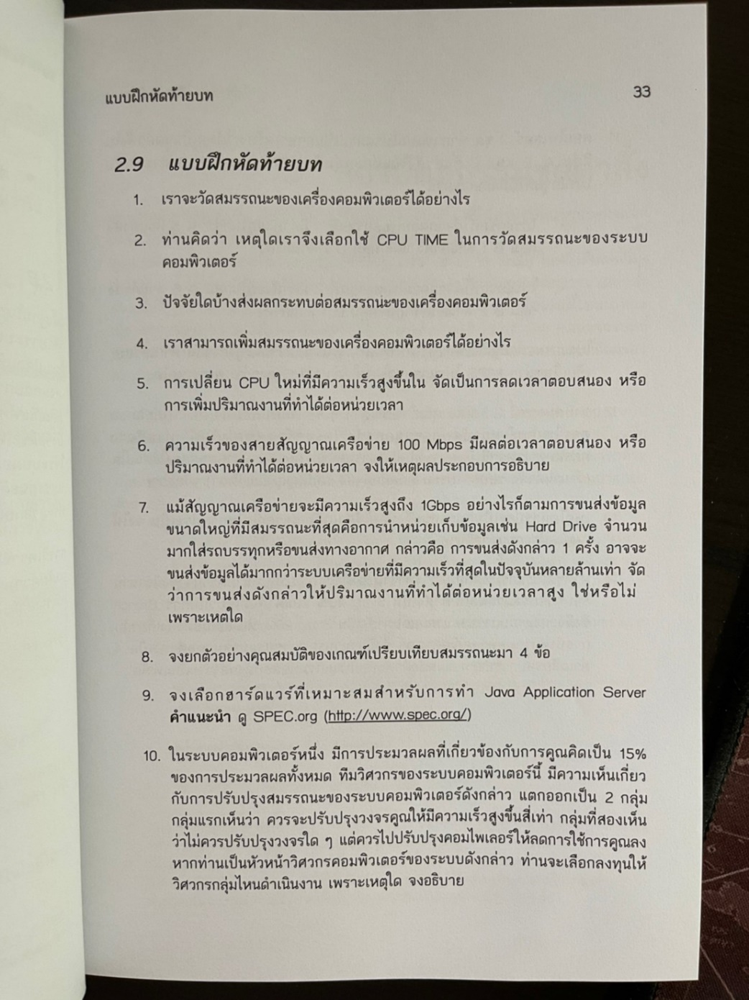 แบบฝึกหัดท้ายบท 33
2.9 แบบฝึกหัดท้ายบท
1. เราจะวัดสมรรถนะของเครื่องคอมพิวเตอร์ได้อย่างไร
2. ท่านคิดว่า เหตุใดเราจึงเลือกใช้ CPU TIME ในการวัดสมรรถนะของระบบ
คอมพิวเตอร์
3. ปัจจัยใดบ้างส่งผลกระทบต่อสมรรถนะของเครื่องคอมพิวเตอร์
4. เราสามารถเพิ่มสมรรถนะของเครื่องคอมพิวเตอร์ได้อย่างไร
5. การเปลี่ยน CPU ใหม่ที่มีความเร็วสูงขึ้นใน จัดเป็นการลดเวลาตอบสนอง หรือ
การเพิ่มปริมาณงานที่ทำได้ต่อหน่วยเวลา
6. ความเร็วของสายสัญญาณเครือข่าย 100 Mbps มีผลต่อเวลาตอบสนอง หรือ
ปริมาณงานที่ทำได้ต่อหน่วยเวลา จงให้เหตุผลประกอบการอธิบาย
7. แม้สัญญาณเครือข่ายจะมีความเร็วสูงถึง 1Gbps อย่างไรก็ตามการขนส่งข้อมูล
ขนาดใหญ่ที่มีสมรรถนะที่สุดคือการนำหน่วยเก็บข้อมูลเช่น Hard Drive จำนวน
มากใส่รถบรรทุกหรือขนส่งทางอากาศ กล่าวคือ การขนส่งดังกล่าว 1 ครั้ง อาจจะ
ขนส่งข้อมูลได้มากกว่าระบบเครือข่ายที่มีความเร็วที่สุดในปัจจุบันหลายล้านเท่า จัด
ว่าการขนส่งดังกล่าวให้ปริมาณงานที่ทำได้ต่อหน่วยเวลาสูง ใช่หรือไม่
เพราะเหตุใด
8. จงยกตัวอย่างคุณสมบัติของเกณฑ์เปรียบเทียบสมรรถนะมา 4 ข้อ
9. จงเลือกฮาร์ดแวร์ที่เหมาะสมสำหรับการทำ Java Application Server
คำแนะนำ ดู SPEC.org (http://www.spec.org/)
10. ในระบบคอมพิวเตอร์หนึ่ง มีการประมวลผลที่เกี่ยวข้องกับการคูณคิดเป็น 15%
ของการประมวลผลทั้งหมด ทีมวิศวกรของระบบคอมพิวเตอร์นี้ มีความเห็นเกี่ยว
กับการปรับปรุงสมรรถนะของระบบคอมพิวเตอร์ดังกล่าว แตกออกเป็น 2 กลุ่ม
กลุ่มแรกเห็นว่า ควรจะปรับปรุงวงจรคูณให้มีความเร็วสูงขึ้นสี่เท่า กลุ่มที่สองเห็น
ว่าไม่ควรปรับปรุงวงจรใด ๆ แต่ควรไปปรับปรุงคอมไพเลอร์ให้ลดการใช้การคูณลง
หากท่านเป็นหัวหน้าวิศวกรคอมพิวเตอร์ของระบบดังกล่าว ท่านจะเลือกลงทุนให้
วิศวกรกลุ่มไหนดำเนินงาน เพราะเหตุใด จงอธิบาย